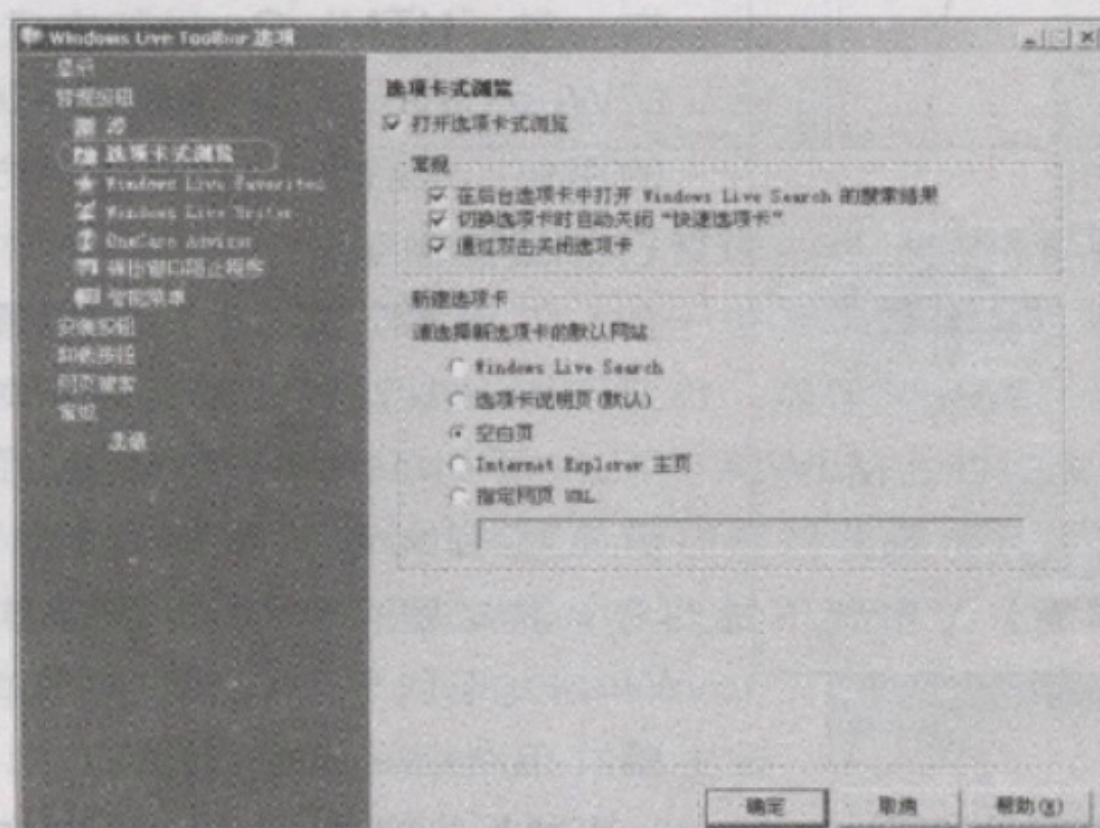 Windows Live Toolbar 选项
显示
管理按钮
源
选项卡式浏览
Windows Live Favorites
Windows Live Writer
OneCare Advisor
弹出窗口阻止程序
智能菜单
安装按钮
卸载按钮
网页搜索
常规
选项卡式浏览
打开选项卡式浏览
常规
在后台选项卡中打开 Windows Live Search 的搜索结果
切换选项卡时自动关闭“快速选项卡”
通过双击关闭选项卡
新建选项卡
请选择新选项卡的默认网站
Windows Live Search
选项卡说明页(默认)
空白页
Internet Explorer 主页
指定网页 URL
确定 取消 帮助(H)